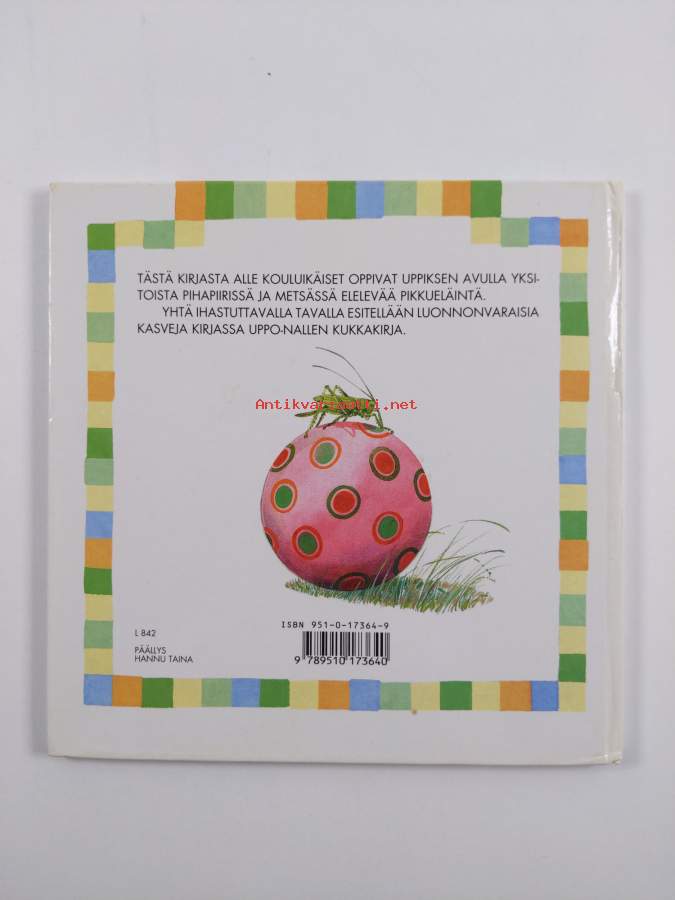 TÄSTÄ KIRJASTA ALLE KOULUIKÄISET OPPIVAT UPPIKSEN AVULLA YKSI-
TOISTA PIHAPIIRISSÄ JA METSÄSSÄ ELELEVÄÄ PIKKUELÄINTÄ.
YHTÄ IHASTUTTAVALLA TAVALLA ESITELLÄÄN LUONNONVARAISIA
KASVEJA KIRJASSA UPPO-NALLEN KUKKAKIRJA.
Antikvariaatti.net
ISBN 951-0-17364-9
L 842
PÄÄLLYS
HANNU TAINA
9 789510 173640